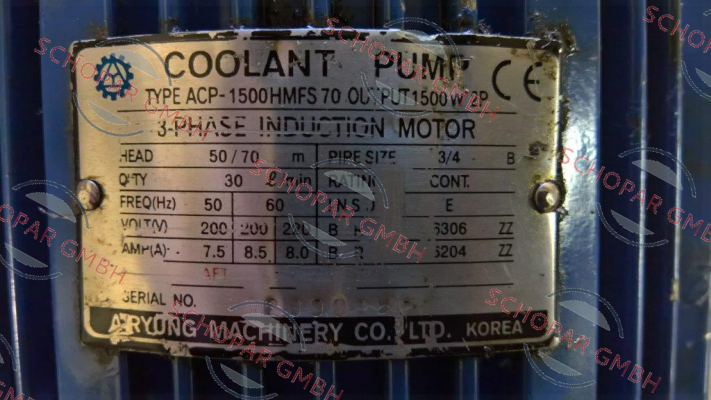 COOLANT PUMP CE
TYPE ACP-1500HMFS70 OUTPUT 1500W 2P
3-PHASE INDUCTION MOTOR
HEAD 50/70 m PIPE SIZE 3/4 B
Q'TY 30 ℓ/min RATING CONT.
FREQ(Hz) 50 60 INS E
VOLT(V) 200 200 220 6306 ZZ
AMP(A) 7.5 8.5 8.0 6204 ZZ
SERIAL NO.
A-RYUNG MACHINERY CO., LTD. KOREA
SCHOPAR GMBH
SCHOPAR GMBH
SCHOPAR GMBH
SCHOPAR GMBH
SCHOPAR GMBH
SCHOPAR GMBH
SCHOPAR GMBH
SCHOPAR GMBH